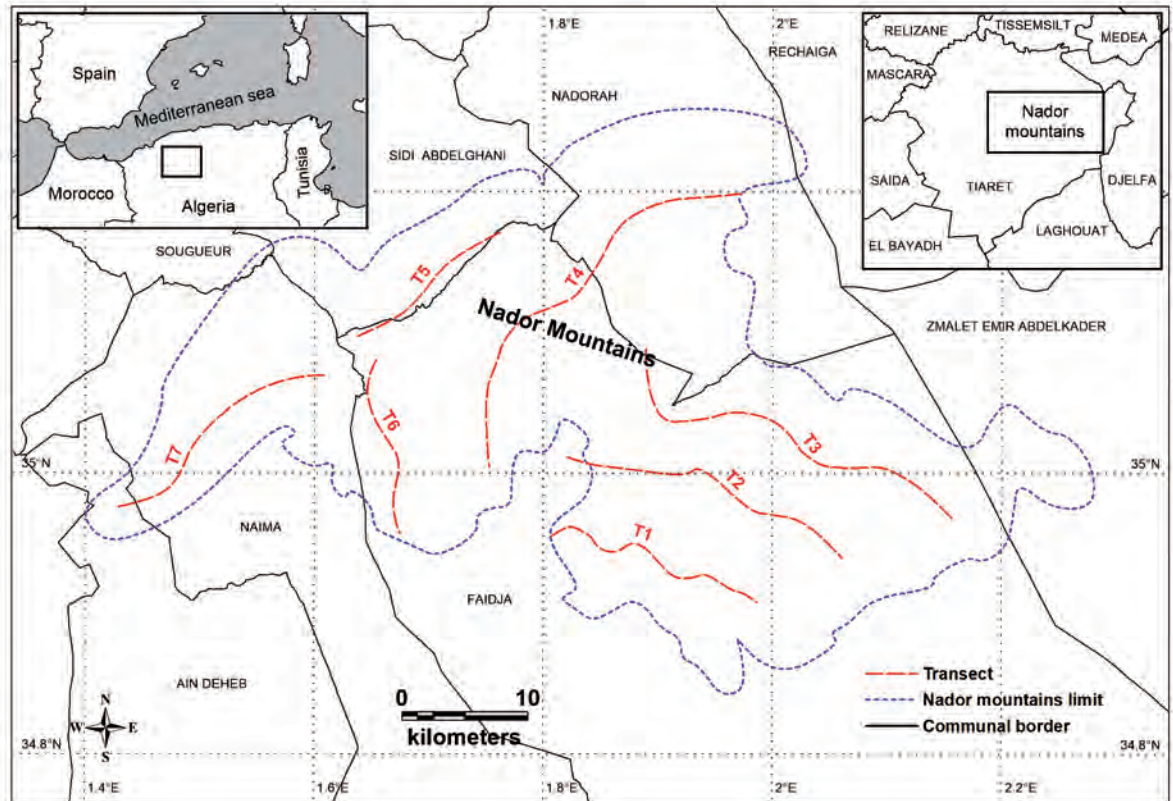 Spain
Mediterranean sea
Morocco
Algeria
Tunisia
1.8°E
2°E
RECHAIGA
NADORAH
SIDI ABDELGHANI
RELIZANE
TISSEMSILT
MEDEA
MASCARA
Nador
mountains
SAIDA
TIARET
DJELFA
LAGHOUAT
EL BAYADH
SOUGUEUR
ZMALET EMIR ABDELKADER
T5
T4
Nador Mountains
T6
T7
T3
T2
T1
35°N
35°N
NAIMA
FAIDJA
AIN DEHEB
N
W
E
S
0 10
kilometers
Transect
Nador mountains limit
Communal border
34.8°N
34.8°N
1.4°E
1.6°E
1.8°E
2°E
2.2°E